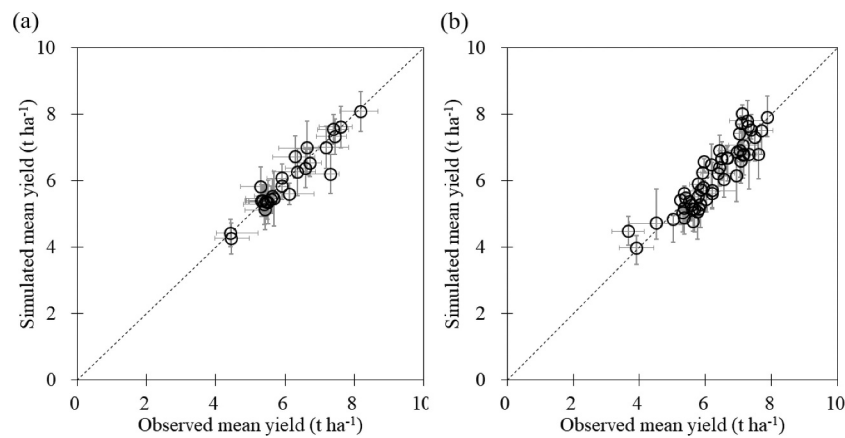 (a)
(b)
10
8
6
4
2
0
Simulated mean yield (t ha-1)
0 2 4 6 8 10
Observed mean yield (t ha-1)
10
8
6
4
2
0
Simulated mean yield (t ha-1)
0 2 4 6 8 10
Observed mean yield (t ha-1)